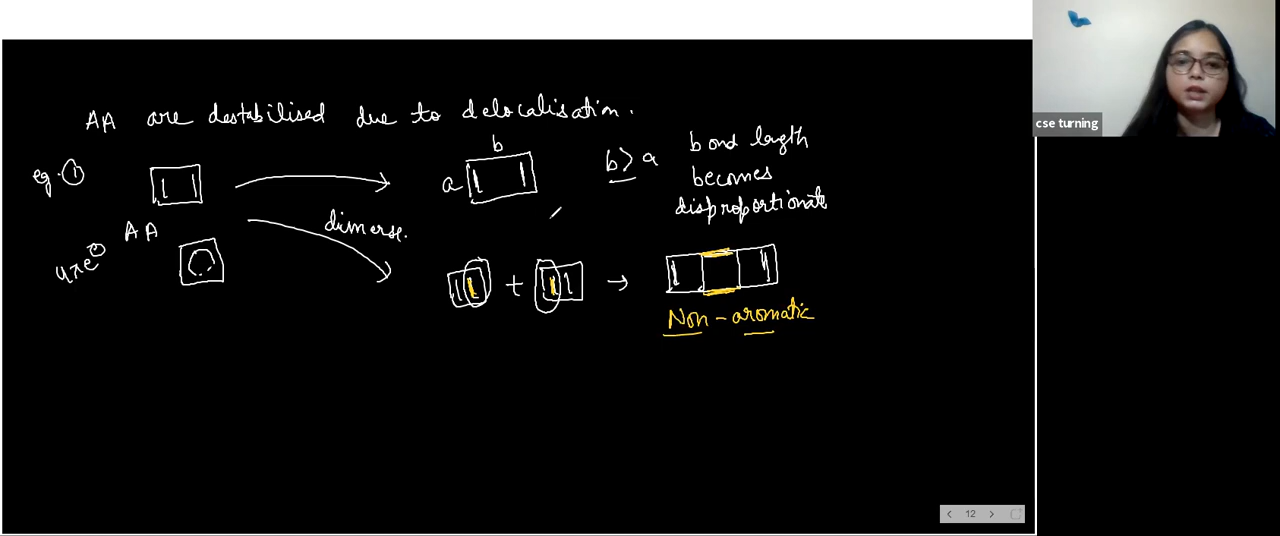 AA are destabilised due to delocalisation.
eg. ①
b
a
b > a
bond length
becomes
disproportionate
AA
4πe⊖
dimerse.
+
→
Non-aromatic
cse turning
12